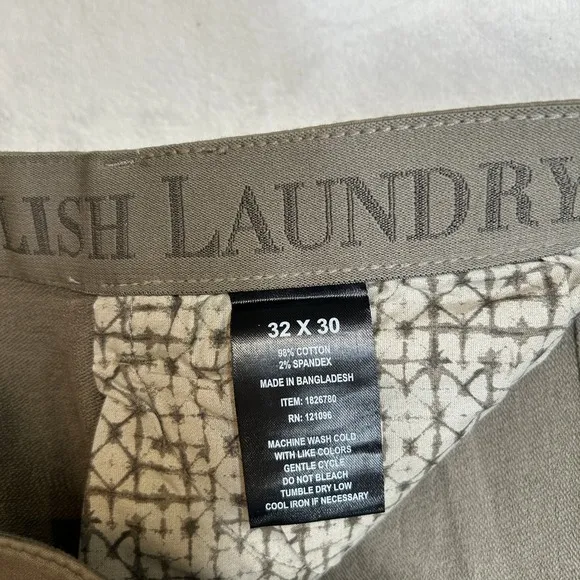 LISH LAUNDRY
32 X 30
98% COTTON
2% SPANDEX
MADE IN BANGLADESH
ITEM: 1826780
RN: 121096
MACHINE WASH COLD
WITH LIKE COLORS
GENTLE CYCLE
DO NOT BLEACH
TUMBLE DRY LOW
COOL IRON IF NECESSARY